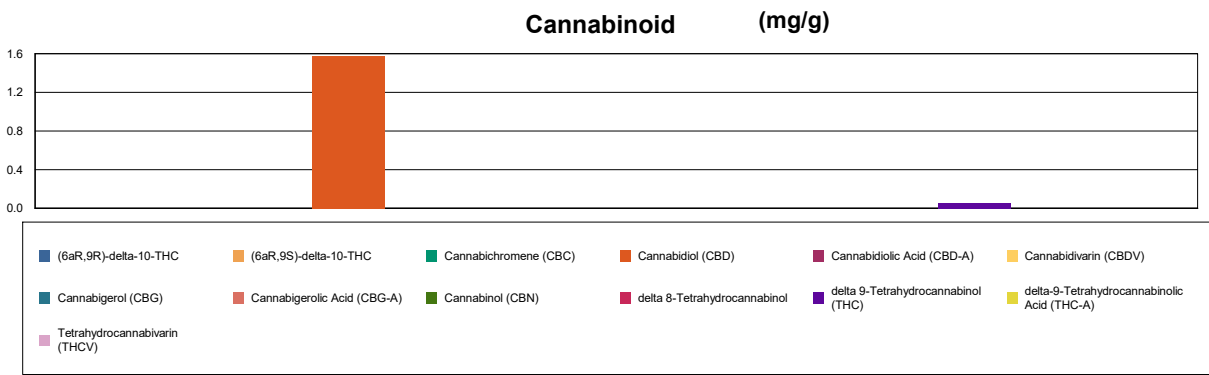 Cannabinoid (mg/g)
1.6
1.2
0.8
0.4
0.0
(6aR,9R)-delta-10-THC
(6aR,9S)-delta-10-THC
Cannabichromene (CBC)
Cannabidiol (CBD)
Cannabidiolic Acid (CBD-A)
Cannabidivarin (CBDV)
Cannabigerol (CBG)
Cannabigerolic Acid (CBG-A)
Cannabinol (CBN)
delta 8-Tetrahydrocannabinol
delta 9-Tetrahydrocannabinol
(THC)
delta-9-Tetrahydrocannabinolic
Acid (THC-A)
Tetrahydrocannabivarin
(THCV)